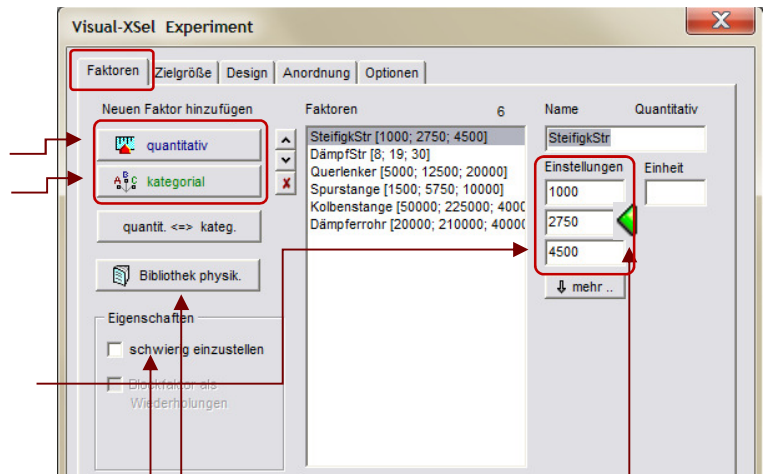 Visual-XSel Experiment
Faktoren Zielgröße Design Anordnung Optionen
Neuen Faktor hinzufügen
quantitativ
A B C kategorial
quantit. <=> kateg.
Bibliothek physik.
Eigenschaften
schwierig einzustellen
Blockfaktor als
Wiederholungen
Faktoren 6
SteifigkStr [1000; 2750; 4500]
DämpfStr [8; 19; 30]
Querlenker [5000; 12500; 20000]
Spurstange [1500; 5750; 10000]
Kolbenstange [50000; 225000; 4000
Dämpferrohr [20000; 210000; 40000
Name Quantitativ
SteifigkStr
Einstellungen Einheit
1000
2750
4500
mehr ..